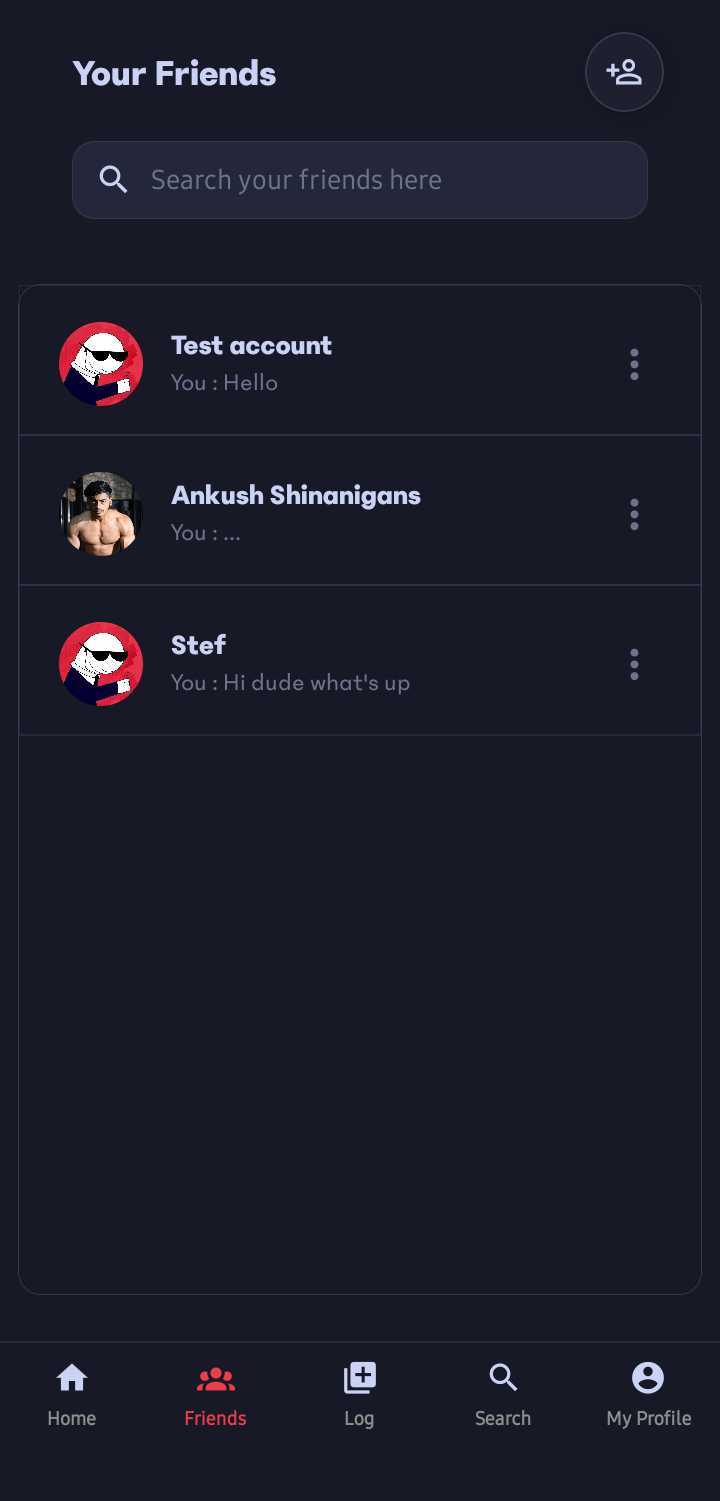 Your Friends
Search your friends here
Test account
You : Hello
Ankush Shinanigans
You : ...
Stef
You : Hi dude what's up
Home
Friends
Log
Search
My Profile